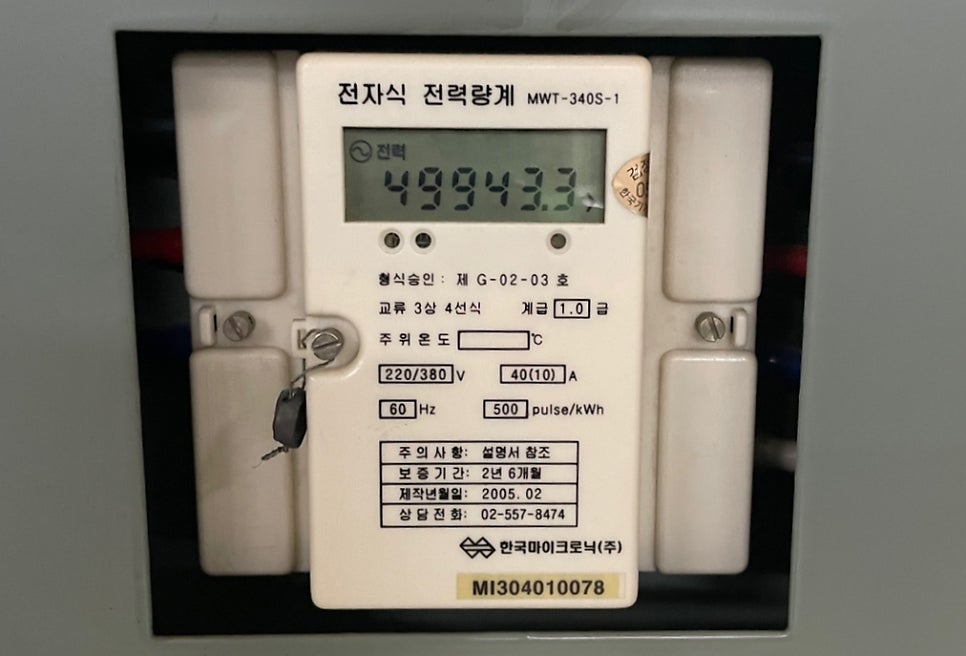 전자식 전력량계 MWT-340S-1
전력
49943.3
형식승인 : 제 G-02-03 호
교류 3상 4선식 계급 1.0 급
주위온도 ℃
220/380 V 40(10) A
60 Hz 500 pulse/kWh
주의사항: 설명서 참조
보증기간: 2년 6개월
제작년월일: 2005. 02
상담전화: 02-557-8474
한국마이크로닉(주)
MI304010078